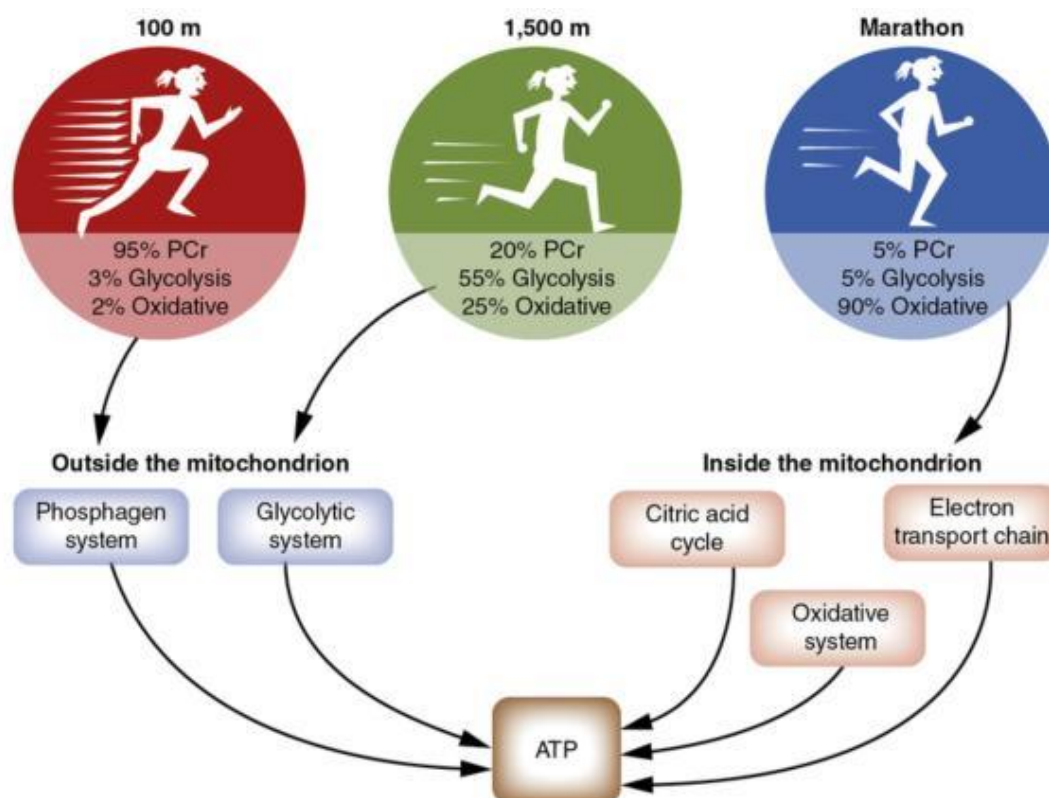 100 m
1,500 m
Marathon
95% PCr
3% Glycolysis
2% Oxidative
20% PCr
55% Glycolysis
25% Oxidative
5% PCr
5% Glycolysis
90% Oxidative
Outside the mitochondrion
Inside the mitochondrion
Phosphagen
system
Glycolytic
system
Citric acid
cycle
Electron
transport chain
Oxidative
system
ATP